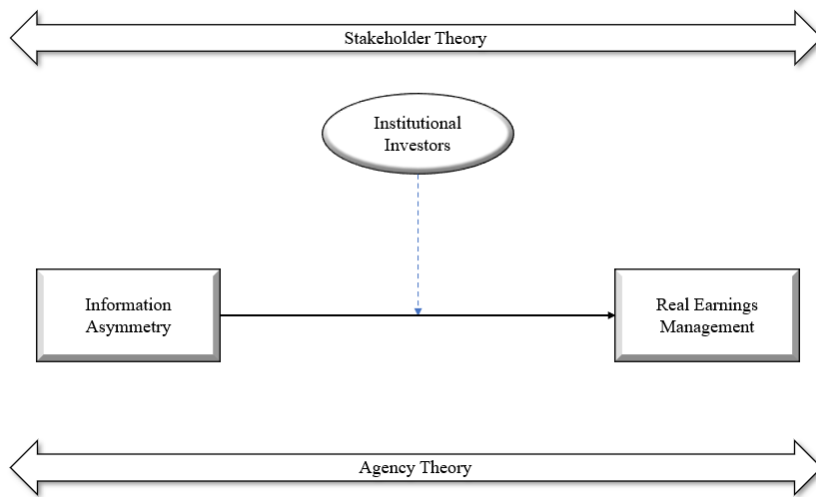 Stakeholder Theory
Institutional
Investors
Information
Asymmetry
Real Earnings
Management
Agency Theory